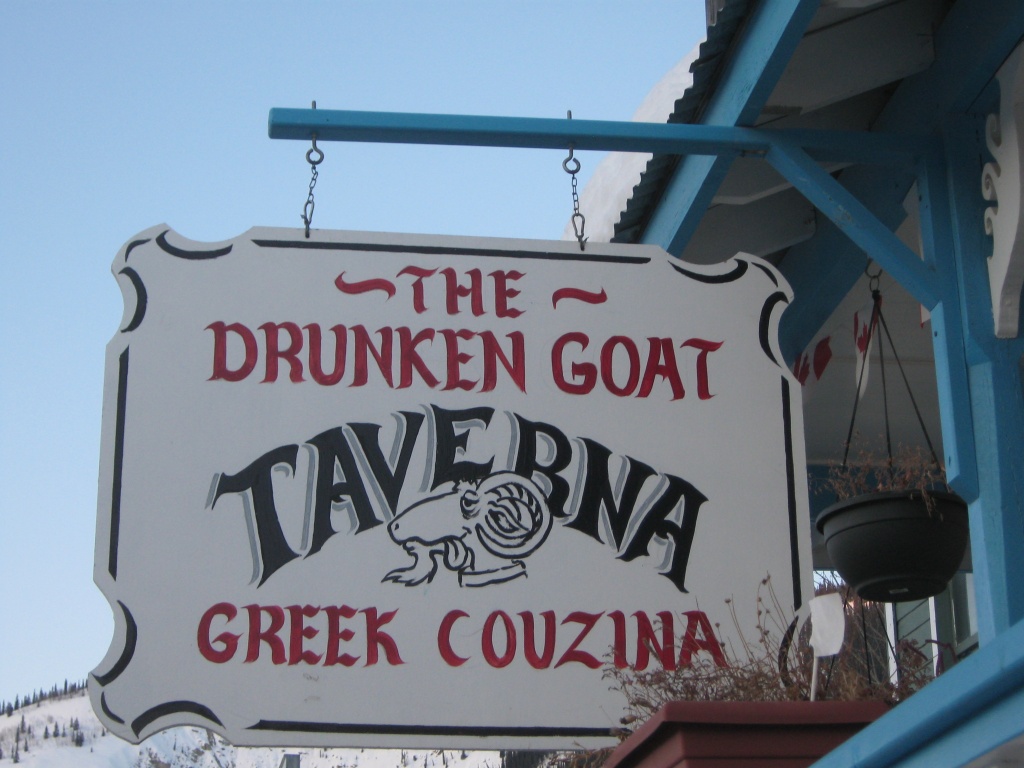 ~ THE ~
DRUNKEN GOAT
TAVERNA
GREEK COUZINA